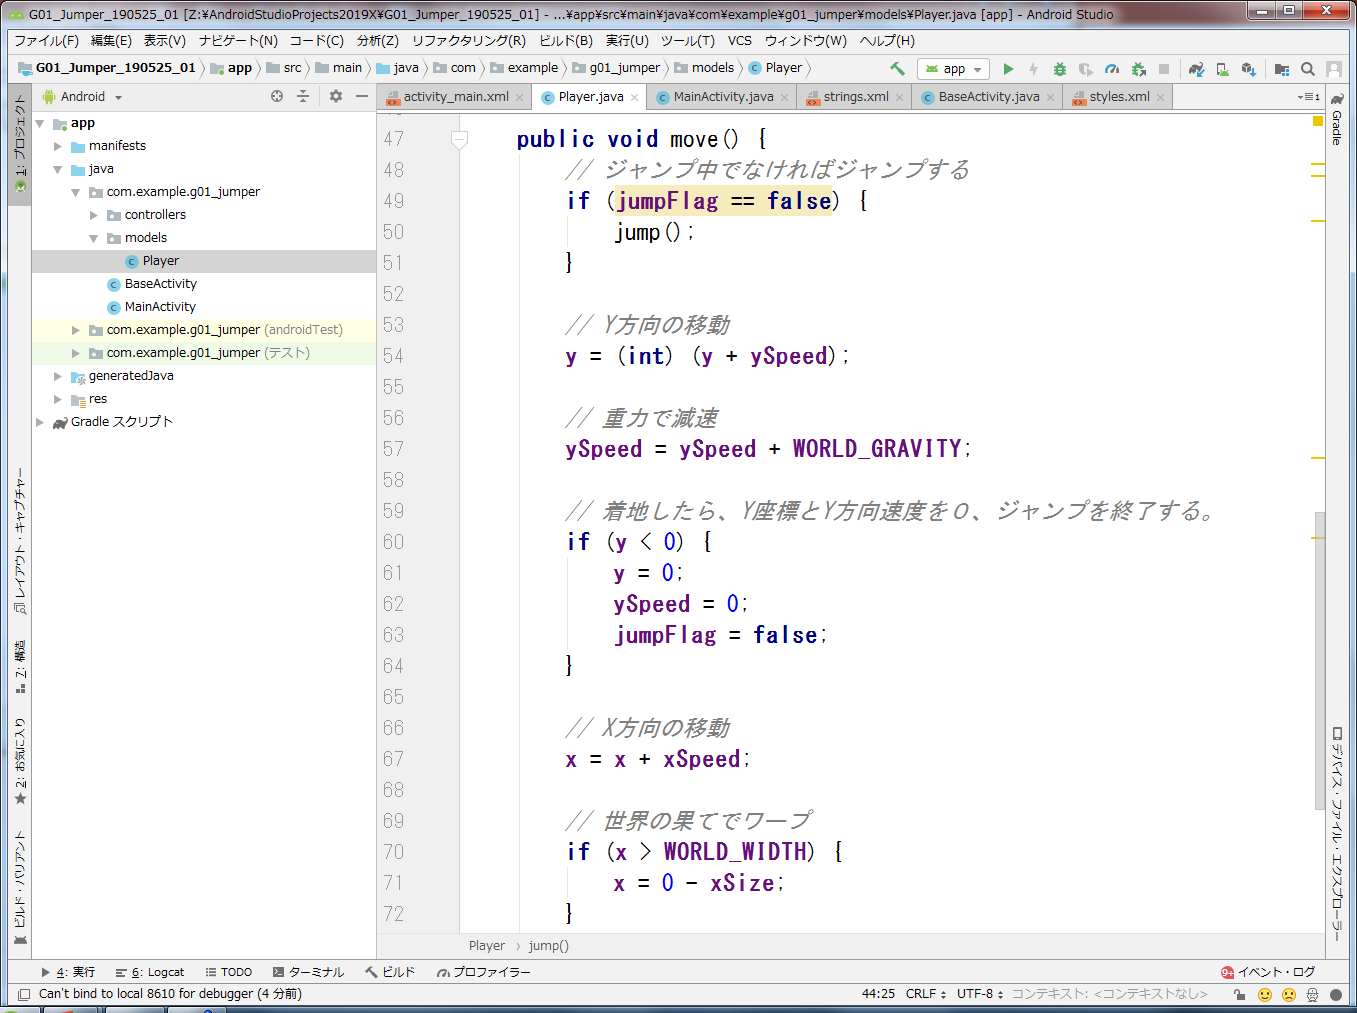 G01_Jumper_190525_01 [Z:¥AndroidStudioProjects2019X¥G01_Jumper_190525_01] - ...¥app¥src¥main¥java¥com¥example¥g01_jumper¥models¥Player.java [app] - Android Studio
ファイル(F) 編集(E) 表示(V) ナビゲート(N) コード(C) 分析(Z) リファクタリング(R) ビルド(B) 実行(U) ツール(T) VCS ウィンドウ(W) ヘルプ(H)
G01_Jumper_190525_01 app src main java com example g01_jumper models Player app
Android
activity_main.xml Player.java MainActivity.java strings.xml BaseActivity.java styles.xml
1: プロジェクト
レイアウト・キャプチャー
Z: 構造
2: お気に入り
ビルド・バリアント
app
manifests
java
com.example.g01_jumper
controllers
models
Player
BaseActivity
MainActivity
com.example.g01_jumper (androidTest)
com.example.g01_jumper (テスト)
generatedJava
res
Gradle スクリプト
47 public void move() {
48 // ジャンプ中でなければジャンプする
49 if (jumpFlag == false) {
50 jump();
51 }
52
53 // Y方向の移動
54 y = (int) (y + ySpeed);
55
56 // 重力で減速
57 ySpeed = ySpeed + WORLD_GRAVITY;
58
59 // 着地したら、Y座標とY方向速度を０、ジャンプを終了する。
60 if (y < 0) {
61 y = 0;
62 ySpeed = 0;
63 jumpFlag = false;
64 }
65
66 // X方向の移動
67 x = x + xSpeed;
68
69 // 世界の果てでワープ
70 if (x > WORLD_WIDTH) {
71 x = 0 - xSize;
72 }
Player › jump()
Gradle
デバイス・ファイル・エクスプローラー
4: 実行 6: Logcat TODO ターミナル ビルド プロファイラー 9+ イベント・ログ
Can't bind to local 8610 for debugger (4 分前) 44:25 CRLF UTF-8 コンテキスト: <コンテキストなし>